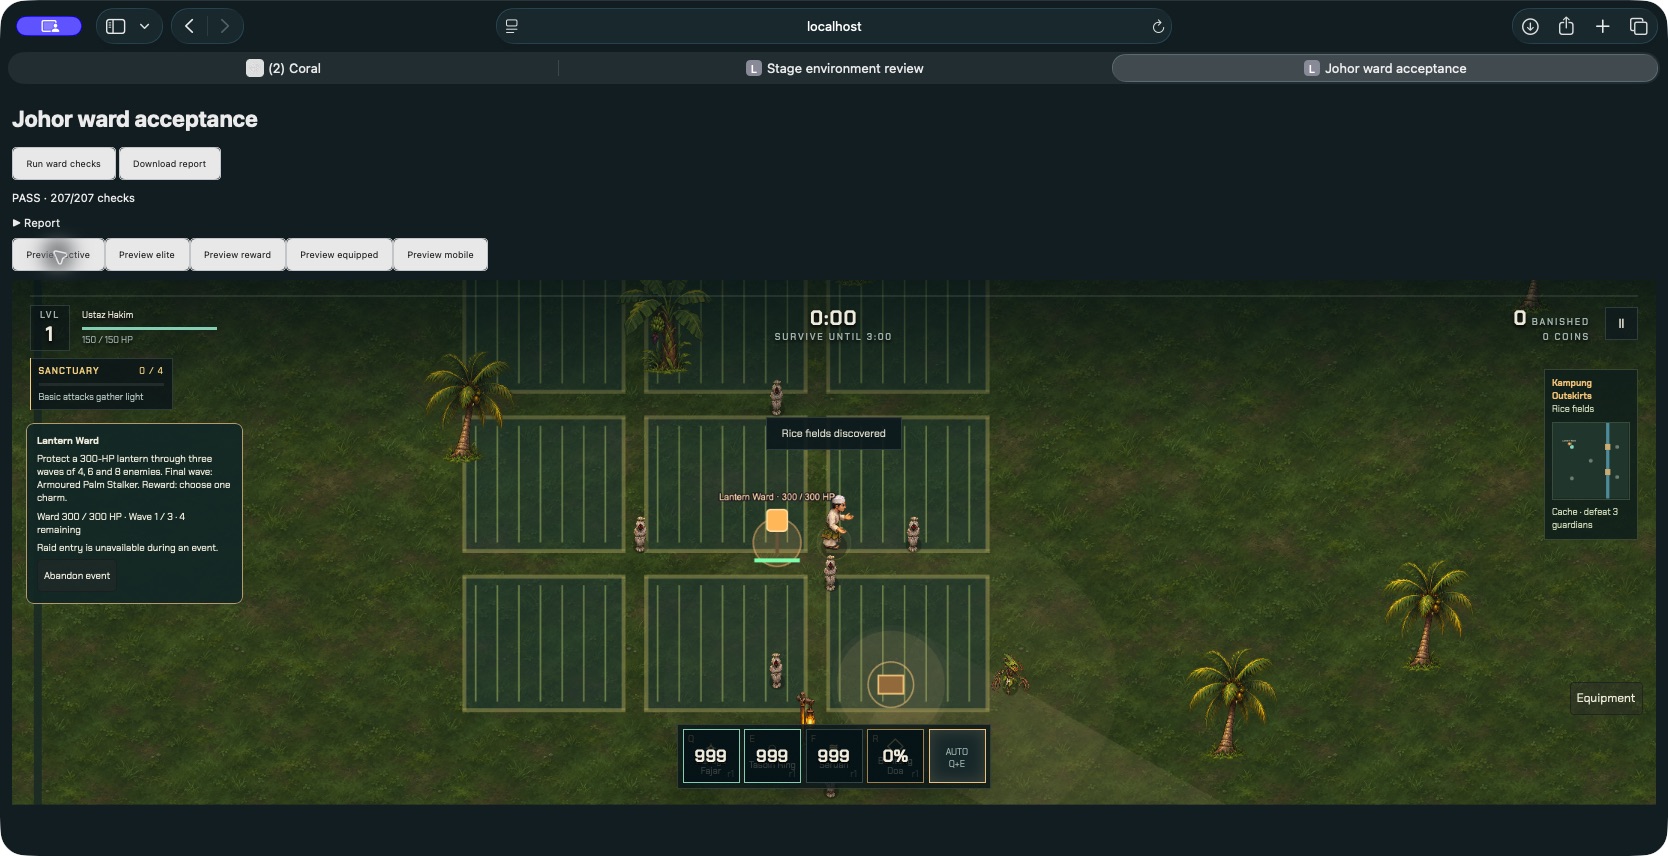 localhost
(2) Coral
L Stage environment review
L Johor ward acceptance
Johor ward acceptance
Run ward checks
Download report
PASS · 207/207 checks
Report
Preview elite
Preview reward
Preview equipped
Preview mobile
LVL
1
Ustaz Hakim
150 / 150 HP
SANCTUARY 0 / 4
Basic attacks gather light
0:00
SURVIVE UNTIL 3:00
0 BANISHED
0 COINS
II
Lantern Ward
Protect a 300-HP lantern through three
waves of 4, 6 and 8 enemies. Final wave:
Armoured Palm Stalker. Reward: choose one
charm.
Ward 300 / 300 HP · Wave 1 / 3 · 4
remaining
Raid entry is unavailable during an event.
Abandon event
Rice fields discovered
Lantern Ward · 300 / 300 HP
Kampung
Outskirts
Rice fields
Cache · defeat 3
guardians
Equipment
Q E F R
999 999 999 0% AUTO
Q+E
Fajar Doa
r1 r1 r1 r1